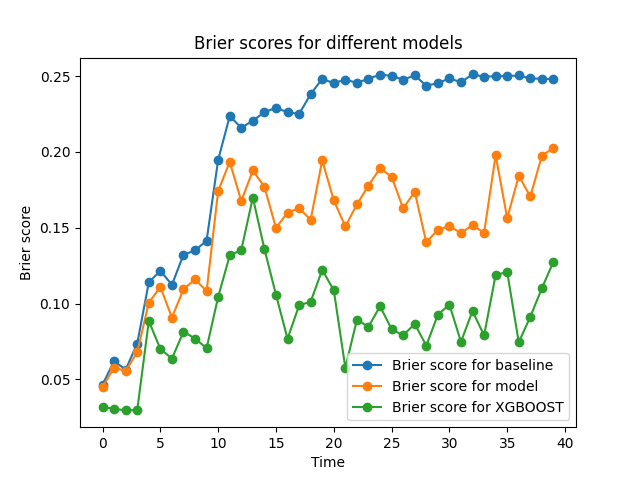 Brier scores for different models
Brier score
0.25
0.20
0.15
0.10
0.05
Brier score for baseline
Brier score for model
Brier score for XGBOOST
0 5 10 15 20 25 30 35 40
Time